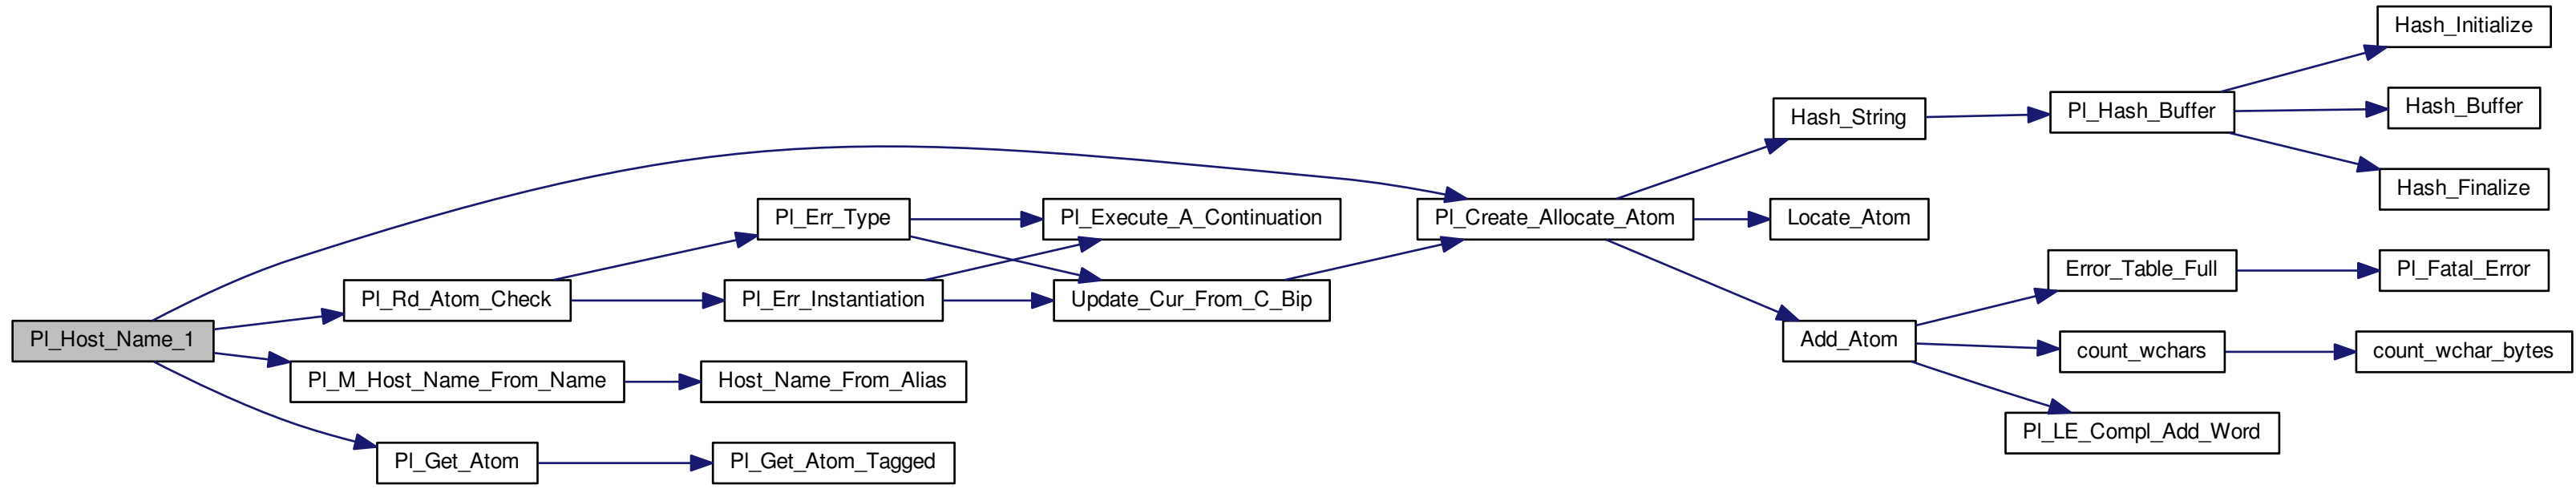 Pl_Host_Name_1
Pl_Rd_Atom_Check
Pl_M_Host_Name_From_Name
Pl_Get_Atom
Pl_Err_Type
Pl_Err_Instantiation
Host_Name_From_Alias
Pl_Get_Atom_Tagged
Pl_Execute_A_Continuation
Update_Cur_From_C_Bip
Pl_Create_Allocate_Atom
Hash_String
Locate_Atom
Add_Atom
Pl_Hash_Buffer
Error_Table_Full
count_wchars
Pl_LE_Compl_Add_Word
Hash_Initialize
Hash_Buffer
Hash_Finalize
Pl_Fatal_Error
count_wchar_bytes